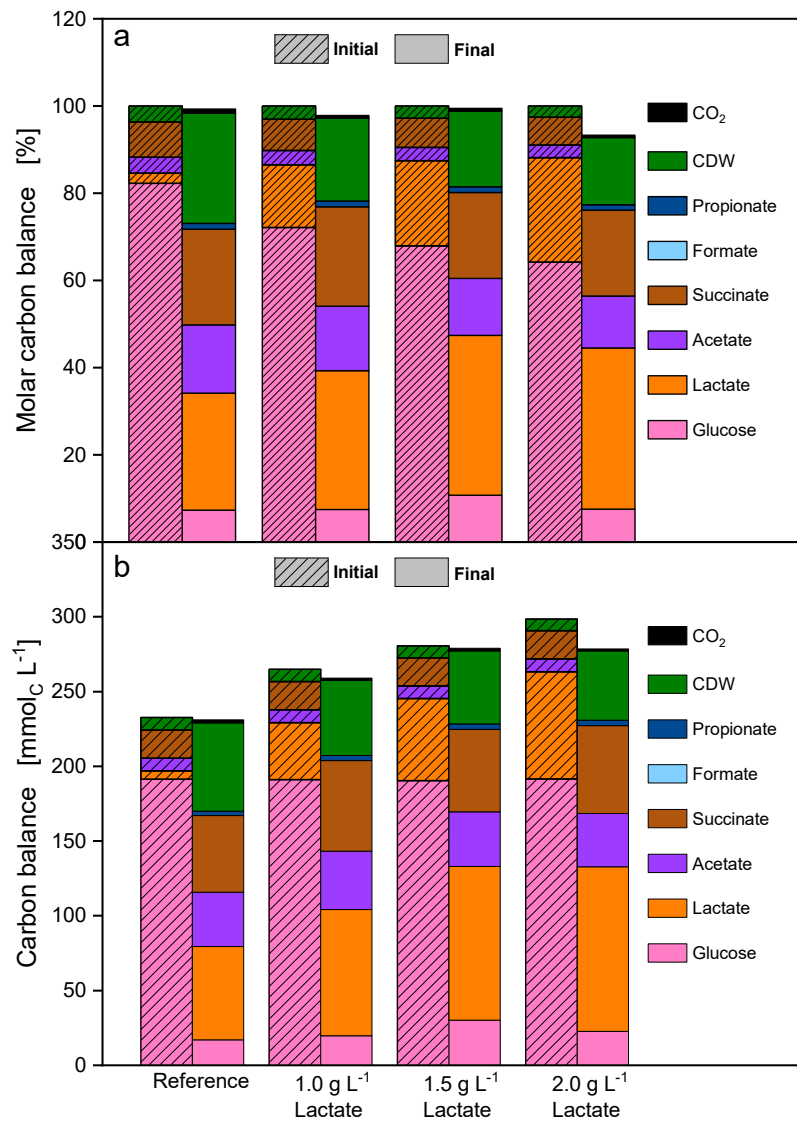 a
Initial
Final
120
100
80
60
40
20
0
Molar carbon balance [%]
CO₂
CDW
Propionate
Formate
Succinate
Acetate
Lactate
Glucose
b
Initial
Final
350
300
250
200
150
100
50
0
Carbon balance [mmol_C L⁻¹]
CO₂
CDW
Propionate
Formate
Succinate
Acetate
Lactate
Glucose
Reference
1.0 g L⁻¹
Lactate
1.5 g L⁻¹
Lactate
2.0 g L⁻¹
Lactate